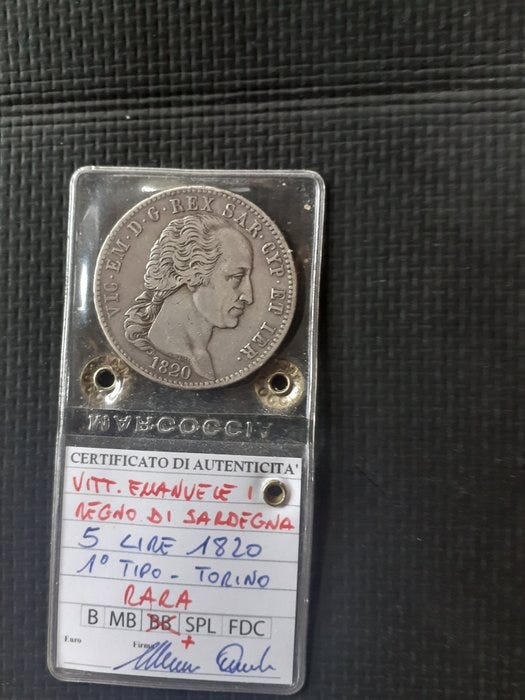 VIC·EM·D·G·REX SAR·CYP·ET IER·
1820
MARCOCCIA
CERTIFICATO DI AUTENTICITA'
VITT. EMANUELE I
REGNO DI SARDEGNA
5 LIRE 1820
1° TIPO - TORINO
RARA
B MB BB SPL FDC
+
Euro Firma